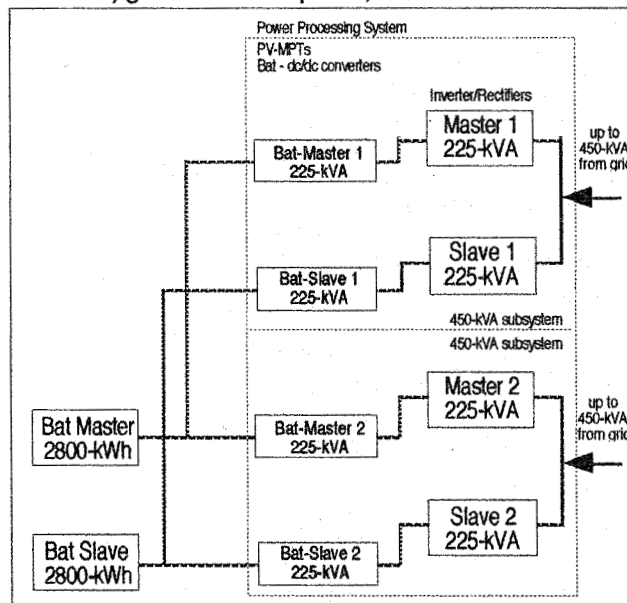 Power Processing System
PV-MPTs
Bat - dc/dc converters
Inverter/Rectifiers
Master 1
225-kVA
up to
450-kVA
from grid
Bat-Master 1
225-kVA
Slave 1
225-kVA
Bat-Slave 1
225-kVA
450-kVA subsystem
450-kVA subsystem
Master 2
225-kVA
up to
450-kVA
from grid
Bat Master
2800-kWh
Bat-Master 2
225-kVA
Slave 2
225-kVA
Bat Slave
2800-kWh
Bat-Slave 2
225-kVA